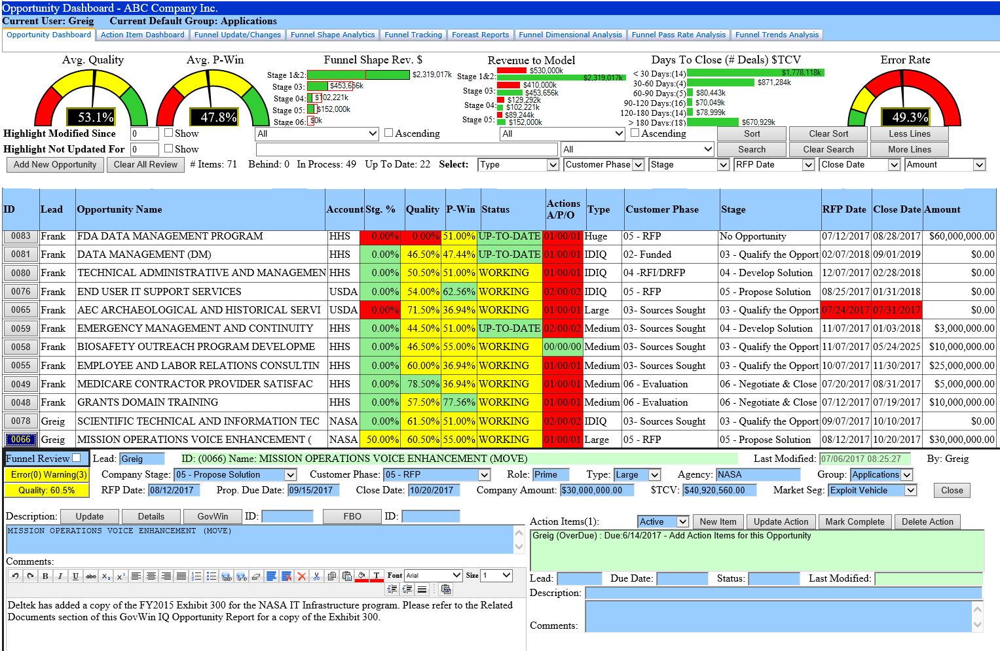 Opportunity Dashboard - ABC Company Inc.
Current User: Greig Current Default Group: Applications
Opportunity Dashboard Action Item Dashboard Funnel Update/Changes Funnel Shape Analytics Funnel Tracking Foreast Reports Funnel Dimensional Analysis Funnel Pass Rate Analysis Funnel Trends Analysis
Avg. Quality Avg. P-Win Funnel Shape Rev. $ Revenue to Model Days To Close (# Deals) $TCV Error Rate
53.1% 47.8% 49.3%
Stage 1&2: $2,319,017k
Stage 03: $453,656k
Stage 04: $102,221k
Stage 05: $152,000k
Stage 06: $0k
$530,000k
Stage 1&2: $2,319,017k
$410,000k
Stage 03: $453,656k
$129,292k
Stage 04: $102,221k
$89,244k
Stage 05: $152,000k
< 30 Days:(14) $1,778,118k
30-60 Days:(4) $871,284k
60-90 Days:(5) $80,443k
90-120 Days:(16) $70,049k
120-180 Days:(14) $78,999k
> 180 Days:(18) $670,929k
Highlight Modified Since 0 Show All Ascending All Ascending Sort Clear Sort Less Lines
Highlight Not Updated For 0 Show All Search Clear Search More Lines
Add New Opportunity Clear All Review # Items: 71 Behind: 0 In Process: 49 Up To Date: 22 Select: Type Customer Phase Stage RFP Date Close Date Amount
ID Lead Opportunity Name Account Stg. % Quality P-Win Status Actions A/P/O Type Customer Phase Stage RFP Date Close Date Amount
0083 Frank FDA DATA MANAGEMENT PROGRAM HHS 0.00% 0.00% 51.00% UP-TO-DATE 01/00/01 Huge 05 - RFP No Opportunity 07/12/2017 08/28/2017 $60,000,000.00
0081 Frank DATA MANAGEMENT (DM) HHS 0.00% 46.50% 47.44% UP-TO-DATE 01/00/01 IDIQ 02- Funded 03 - Qualify the Opport 02/07/2018 09/01/2019 $0.00
0080 Frank TECHNICAL ADMINISTRATIVE AND MANAGEMEN HHS 0.00% 50.50% 51.00% WORKING 01/00/01 IDIQ 04 -RFI/DRFP 04 - Develop Solution 12/07/2017 02/28/2018 $0.00
0076 Frank END USER IT SUPPORT SERVICES USDA 0.00% 54.00% 62.56% WORKING 02/00/02 IDIQ 05 - RFP 05 - Propose Solution 08/25/2017 01/31/2018 $0.00
0065 Frank AEC ARCHAEOLOGICAL AND HISTORICAL SERVI USDA 0.00% 71.50% 36.94% WORKING 01/00/01 Large 03- Sources Sought 03 - Qualify the Opport 07/24/2017 07/31/2017 $0.00
0059 Frank EMERGENCY MANAGEMENT AND CONTINUITY HHS 0.00% 44.50% 51.00% UP-TO-DATE 02/00/02 Medium 03- Sources Sought 04 - Develop Solution 11/07/2017 01/03/2018 $3,000,000.00
0058 Frank BIOSAFETY OUTREACH PROGRAM DEVELOPME HHS 0.00% 46.50% 55.00% WORKING 00/00/00 Medium 03- Sources Sought 03 - Qualify the Opport 11/07/2017 05/24/2025 $10,000,000.00
0055 Frank EMPLOYEE AND LABOR RELATIONS CONSULTIN HHS 0.00% 60.00% 36.94% WORKING 01/00/01 Medium 03- Sources Sought 03 - Qualify the Opport 10/07/2017 11/30/2017 $25,000,000.00
0049 Frank MEDICARE CONTRACTOR PROVIDER SATISFAC HHS 0.00% 78.50% 36.94% WORKING 01/00/01 Medium 06 - Evaluation 06 - Negotiate & Close 07/20/2017 08/31/2017 $5,000,000.00
0048 Frank GRANTS DOMAIN TRAINING HHS 0.00% 57.50% 77.56% WORKING 01/00/01 Medium 06 - Evaluation 06 - Negotiate & Close 07/12/2017 07/19/2017 $10,000,000.00
0078 Greig SCIENTIFIC TECHNICAL AND INFORMATION TEC NASA 0.00% 61.50% 51.00% WORKING 02/00/02 IDIQ 03- Sources Sought 03 - Qualify the Opport 09/07/2017 10/10/2017 $0.00
0066 Greig MISSION OPERATIONS VOICE ENHANCEMENT ( NASA 50.00% 60.50% 55.00% WORKING 01/00/01 Large 05 - RFP 05 - Propose Solution 08/12/2017 10/20/2017 $30,000,000.00
Funnel Review Lead: Greig ID: (0066) Name: MISSION OPERATIONS VOICE ENHANCEMENT (MOVE) Last Modified: 07/06/2017 08:25:27 By: Greig
Error(0) Warning(3) Company Stage: 05 - Propose Solution Customer Phase: 05 - RFP Role: Prime Type: Large Agency: NASA Group: Applications
Quality: 60.5% RFP Date: 08/12/2017 Prop. Due Date: 09/15/2017 Close Date: 10/20/2017 Company Amount: $30,000,000.00 $TCV: $40,920,560.00 Market Seg: Exploit Vehicle Close
Description: Update Details GovWin ID: FBO ID:
MISSION OPERATIONS VOICE ENHANCEMENT (MOVE)
Comments:
B I U abc X2 X2 T Font Arial Size 1
Deltek has added a copy of the FY2015 Exhibit 300 for the NASA IT Infrastructure program. Please refer to the Related
Documents section of this GovWin IQ Opportunity Report for a copy of the Exhibit 300.
Action Items(1): Active New Item Update Action Mark Complete Delete Action
Greig (OverDue) : Due:6/14/2017 - Add Action Items for this Opportunity
Lead: Due Date: Status: Last Modified:
Description:
Comments: